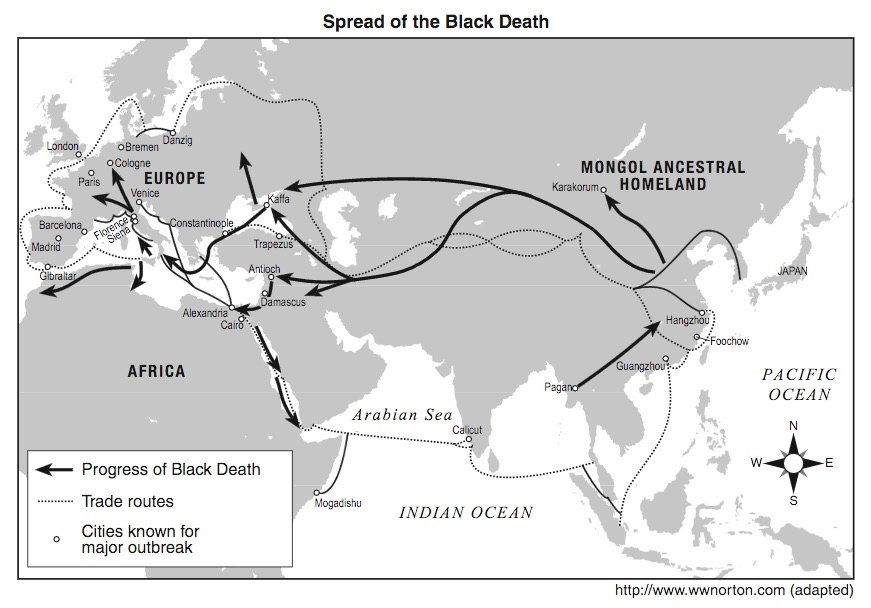 Spread of the Black Death
London
Bremen
Danzig
Cologne
Paris
EUROPE
Venice
Kaffa
MONGOL ANCESTRAL
HOMELAND
Karakorum
Barcelona
Madrid
Florence
Siena
Constantinople
Trapezus
Gibraltar
Antioch
Damascus
Alexandria
Cairo
JAPAN
Hangzhou
Foochow
Guangzhou
Pagan
AFRICA
PACIFIC
OCEAN
Arabian Sea
Calicut
N
W
E
S
Mogadishu
INDIAN OCEAN
Progress of Black Death
Trade routes
Cities known for
major outbreak
http://www.wwnorton.com (adapted)